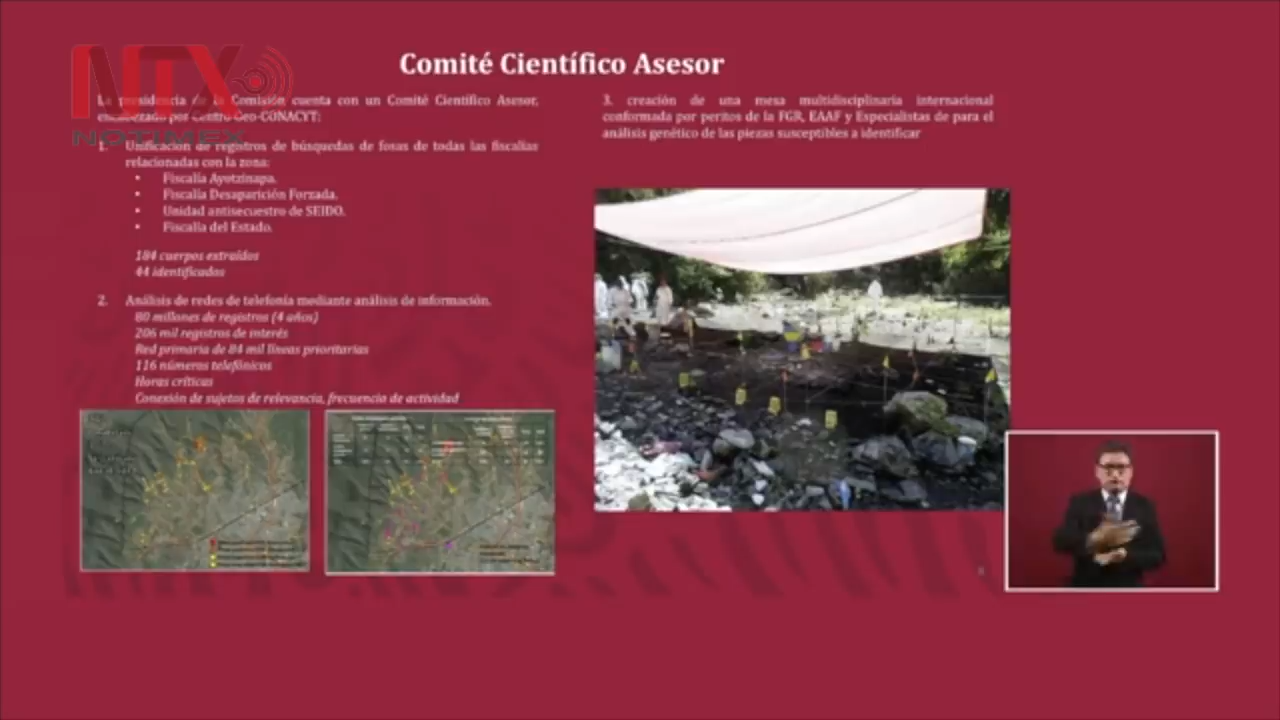 NTX
NOTIMEX
Comité Científico Asesor
La presidencia de la Comisión cuenta con un Comité Científico Asesor,
encabezado por Centro Geo-CONACYT:
1. Unificación de registros de búsquedas de fosas de todas las fiscalías
relacionadas con la zona:
• Fiscalía Ayotzinapa.
• Fiscalía Desaparición Forzada.
• Unidad antisecuestro de SEIDO.
• Fiscalía del Estado.
184 cuerpos extraídos
44 identificados
2. Análisis de redes de telefonía mediante análisis de información.
80 millones de registros (4 años)
206 mil registros de interés
Red primaria de 84 mil líneas prioritarias
116 números telefónicos
Horas críticas
Conexión de sujetos de relevancia, frecuencia de actividad
3. creación de una mesa multidisciplinaria internacional
conformada por peritos de la FGR, EAAF y Especialistas de para el
análisis genético de las piezas susceptibles a identificar